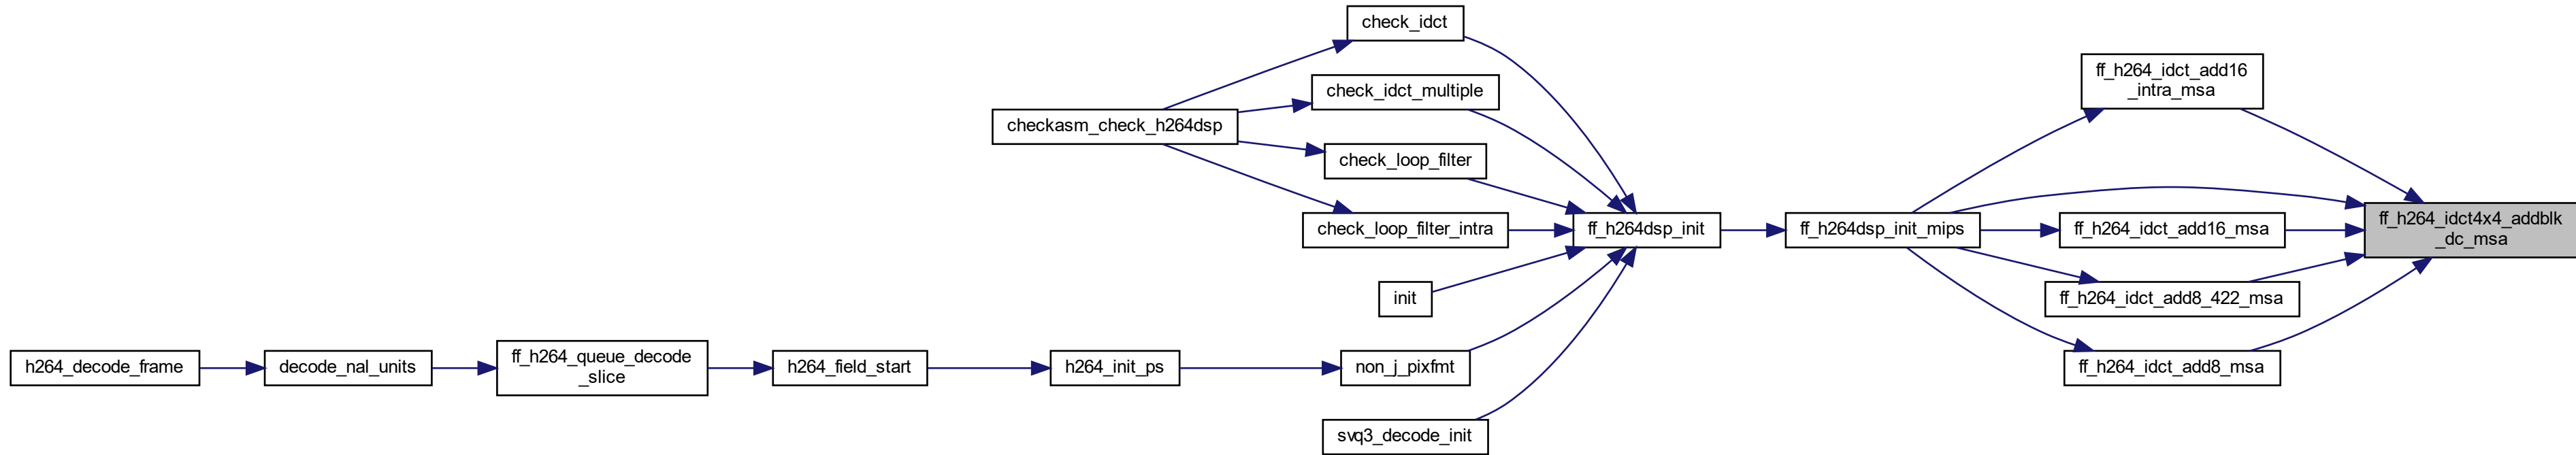 check_idct
check_idct_multiple
checkasm_check_h264dsp
check_loop_filter
check_loop_filter_intra
ff_h264dsp_init
init
non_j_pixfmt
svq3_decode_init
h264_decode_frame
decode_nal_units
ff_h264_queue_decode
_slice
h264_field_start
h264_init_ps
ff_h264dsp_init_mips
ff_h264_idct_add16
_intra_msa
ff_h264_idct_add16_msa
ff_h264_idct_add8_422_msa
ff_h264_idct_add8_msa
ff_h264_idct4x4_addblk
_dc_msa